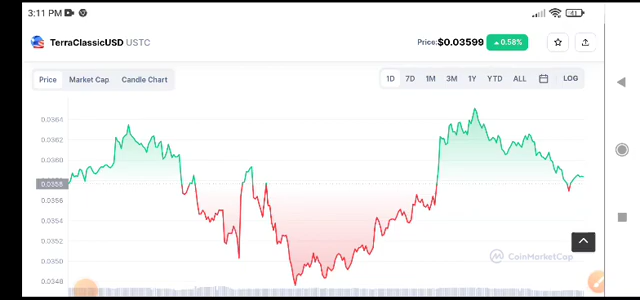 3:11 PM 41
TerraClassicUSD USTC Price:$0.03599 0.58%
Price Market Cap Candle Chart 1D 7D 1M 3M 1Y YTD ALL LOG
0.0364
0.0362
0.0360
0.0358
0.0356
0.0354
0.0352
0.0350
0.0348
CoinMarketCap